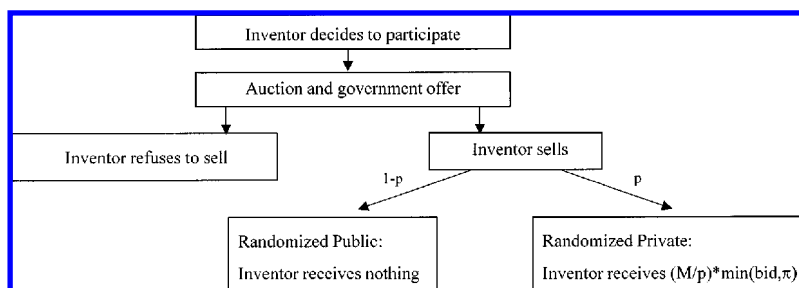 Inventor decides to participate
Auction and government offer
Inventor refuses to sell
Inventor sells
1-p
p
Randomized Public:
Inventor receives nothing
Randomized Private:
Inventor receives (M/p)*min(bid,π)